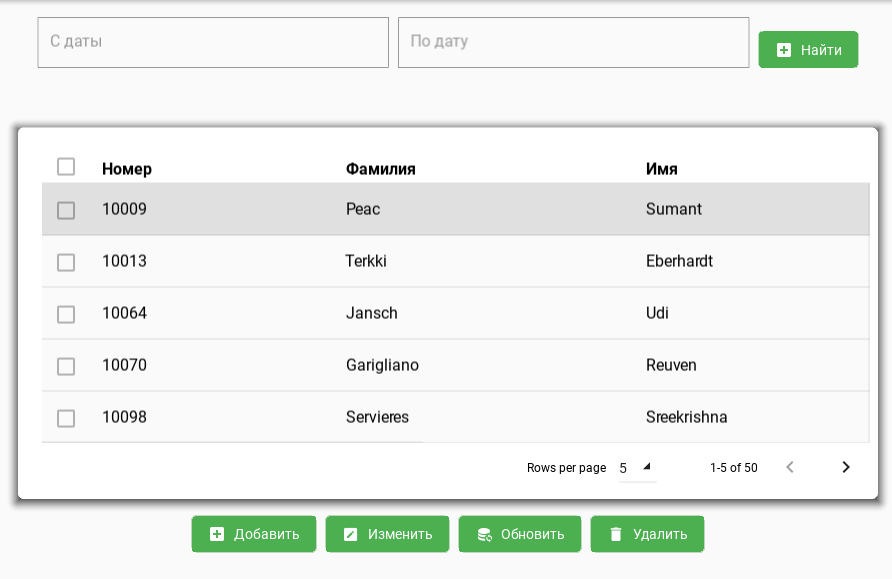 С даты По дату Найти
Номер Фамилия Имя
10009 Peac Sumant
10013 Terkki Eberhardt
10064 Jansch Udi
10070 Garigliano Reuven
10098 Servieres Sreekrishna
Rows per page 5 1-5 of 50
Добавить Изменить Обновить Удалить